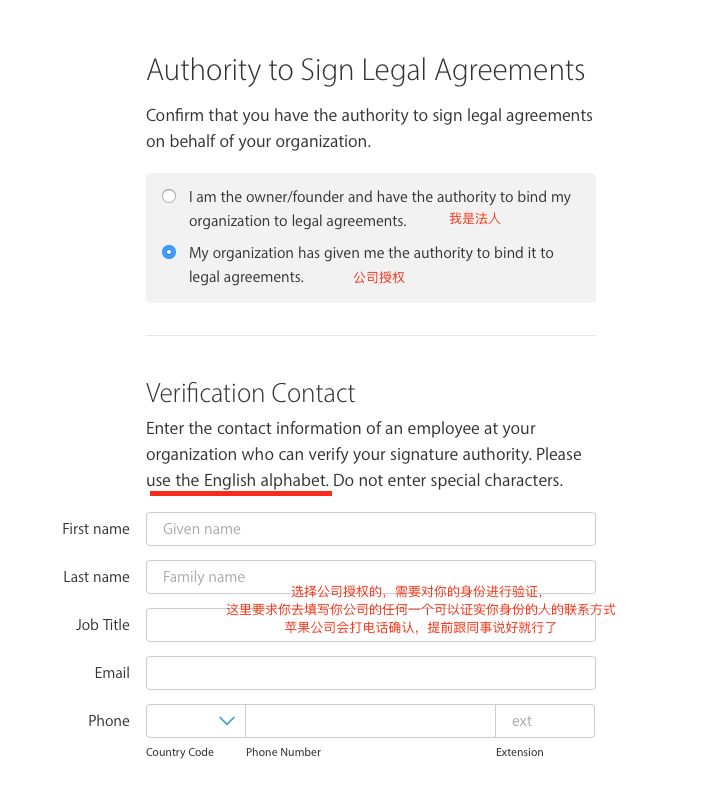 Authority to Sign Legal Agreements
Confirm that you have the authority to sign legal agreements
on behalf of your organization.
I am the owner/founder and have the authority to bind my
organization to legal agreements.
我是法人
My organization has given me the authority to bind it to
legal agreements.
公司授权
Verification Contact
Enter the contact information of an employee at your
organization who can verify your signature authority. Please
use the English alphabet. Do not enter special characters.
First name
Given name
Last name
Family name
选择公司授权的，需要对你的身份进行验证，
这里要求你去填写你公司的任何一个可以证实你身份的人的联系方式
Job Title
苹果公司会打电话确认，提前跟同事说好就行了
Email
Phone
ext
Country Code
Phone Number
Extension